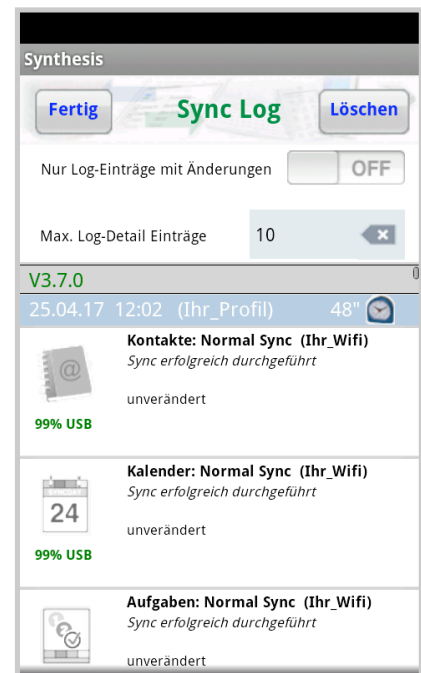 Synthesis
Fertig Sync Log Löschen
Nur Log-Einträge mit Änderungen OFF
Max. Log-Detail Einträge 10
V3.7.0
25.04.17 12:02 (Ihr_Profil) 48"
Kontakte: Normal Sync (Ihr_Wifi)
Sync erfolgreich durchgeführt
@
unverändert
99% USB
Kalender: Normal Sync (Ihr_Wifi)
Sync erfolgreich durchgeführt
24
unverändert
99% USB
Aufgaben: Normal Sync (Ihr_Wifi)
Sync erfolgreich durchgeführt
unverändert